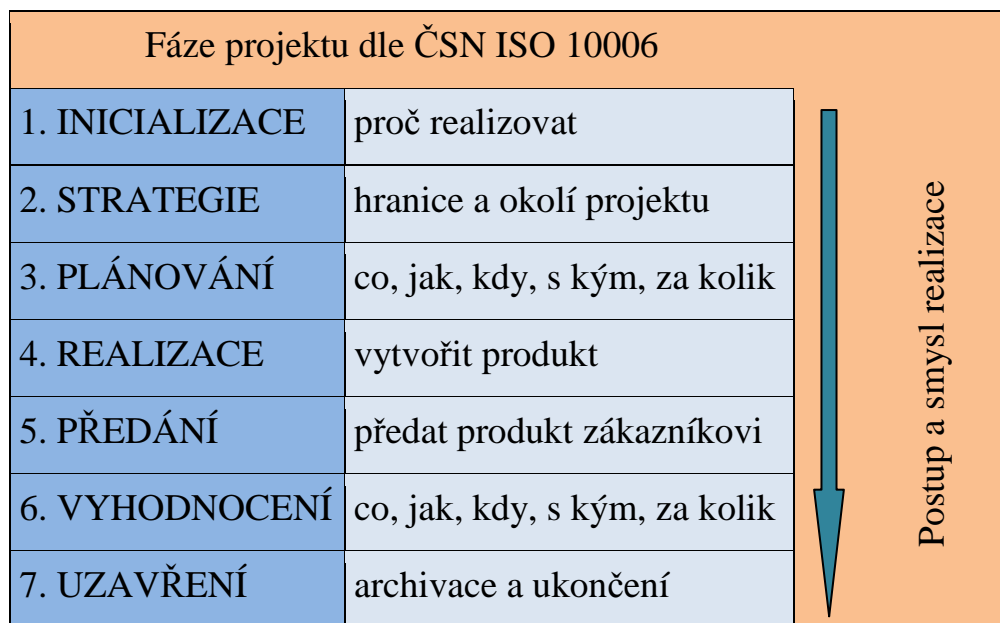 Fáze projektu dle ČSN ISO 10006
1. INICIALIZACE proč realizovat
2. STRATEGIE hranice a okolí projektu
3. PLÁNOVÁNÍ co, jak, kdy, s kým, za kolik
4. REALIZACE vytvořit produkt
5. PŘEDÁNÍ předat produkt zákazníkovi
6. VYHODNOCENÍ co, jak, kdy, s kým, za kolik
7. UZAVŘENÍ archivace a ukončení
Postup a smysl realizace